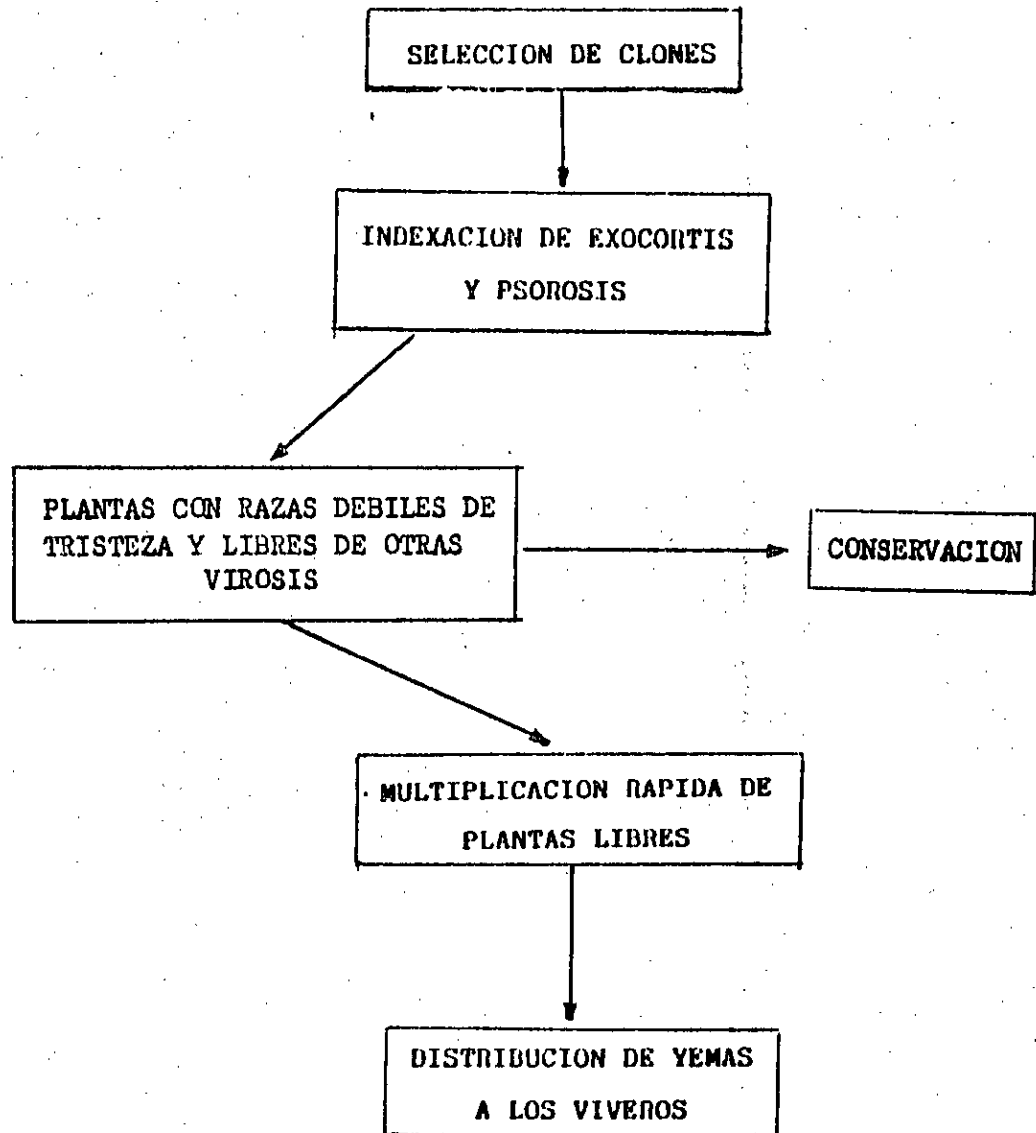 SELECCION DE CLONES
INDEXACION DE EXOCORTIS
Y PSOROSIS
PLANTAS CON RAZAS DEBILES DE
TRISTEZA Y LIBRES DE OTRAS
VIROSIS
CONSERVACION
MULTIPLICACION RAPIDA DE
PLANTAS LIBRES
DISTRIBUCION DE YEMAS
A LOS VIVEROS